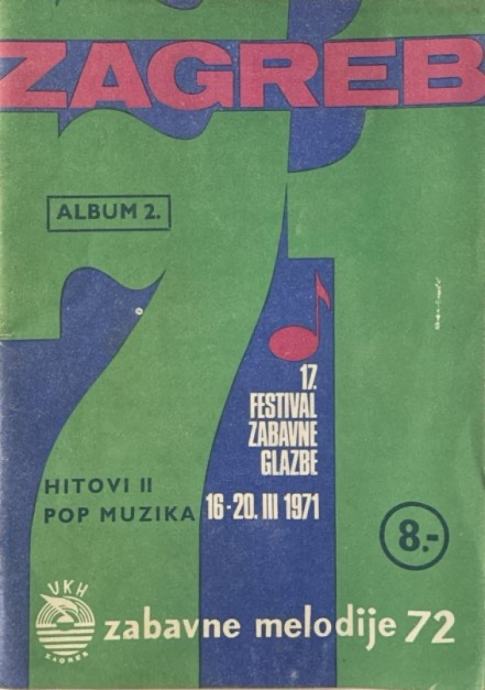 ZAGREB
71
ALBUM 2.
17.
FESTIVAL
ZABAVNE
GLAZBE
16-20. III 1971
HITOVI II
POP MUZIKA
8.-
UKH
ZAGREB
zabavne melodije 72